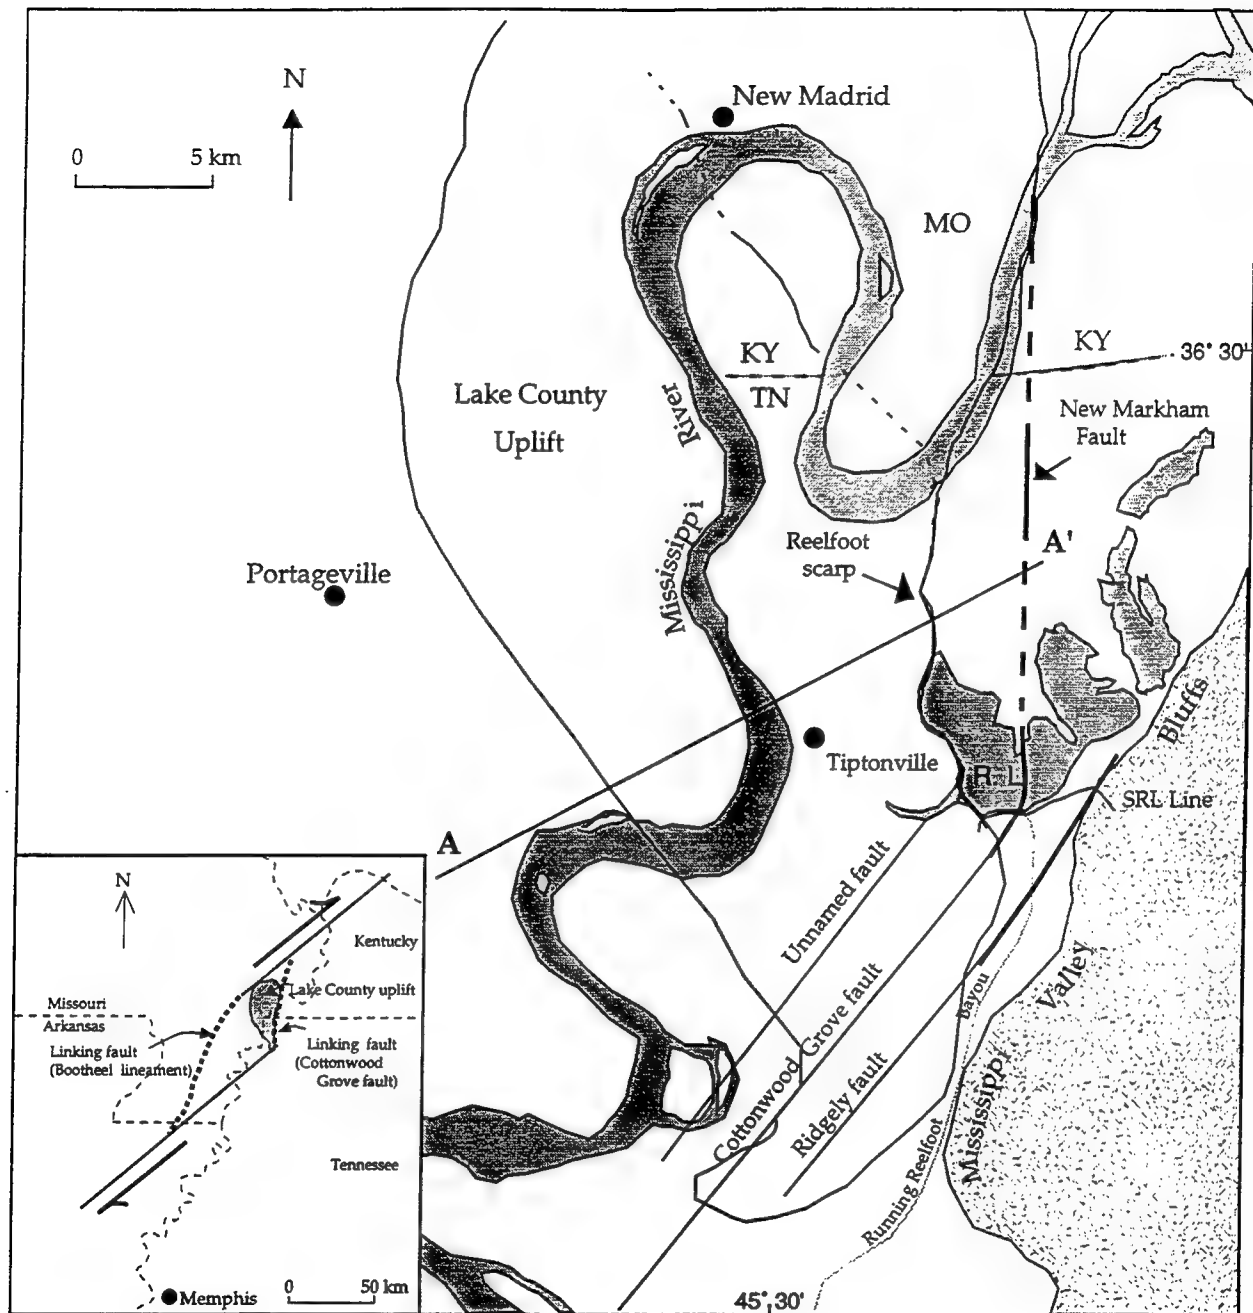 N
New Madrid
0 5 km
MO
KY
KY
36° 30'
TN
Lake County
Uplift
River
Mississippi
New Markham
Fault
A'
Reelfoot
scarp
Portageville
Bluffs
Tiptonville
R L
SRL Line
A
Unnamed fault
Cottonwood Grove fault
Ridgely fault
Bayou
Running Reelfoot
Mississippi Valley
45° 30'
N
Kentucky
Lake County uplift
Missouri
Arkansas
Linking fault
(Bootheel lineament)
Linking fault
(Cottonwood
Grove fault)
Tennessee
Memphis
0 50 km